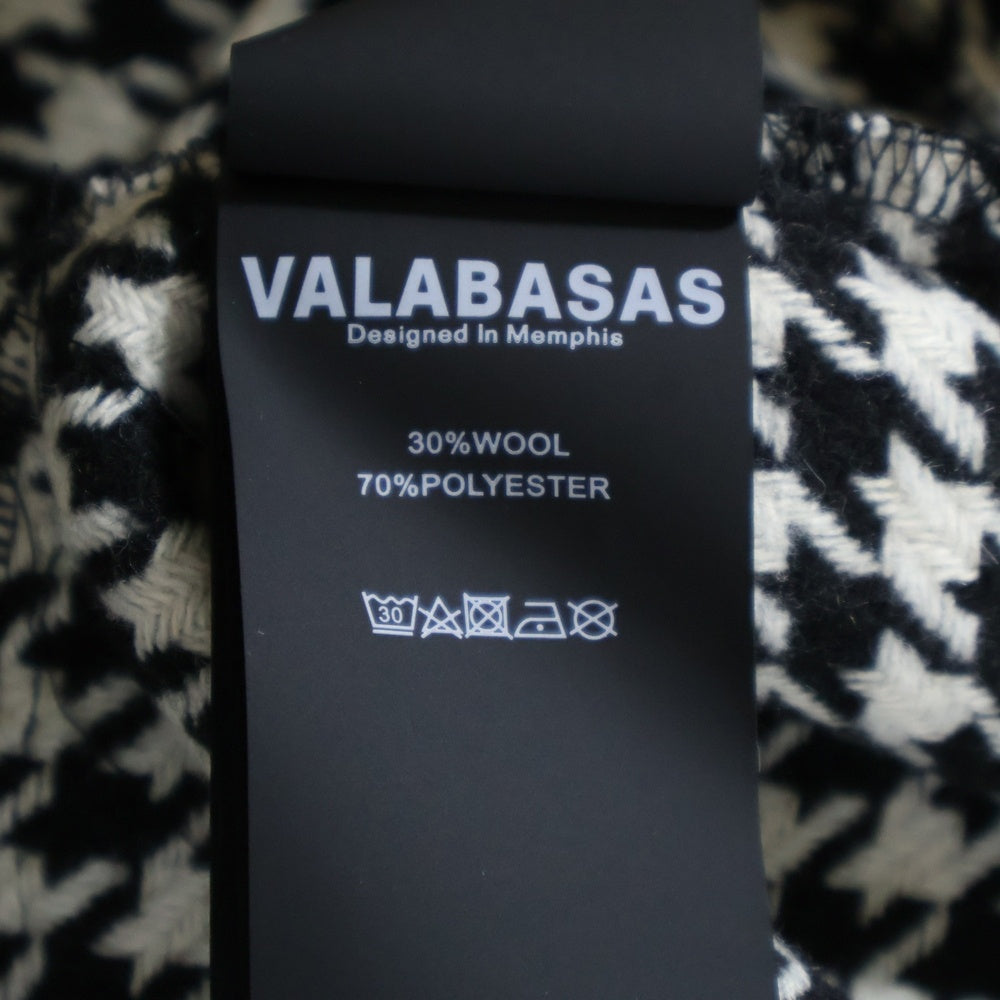 VALABASAS
Designed In Memphis
30%WOOL
70%POLYESTER
30